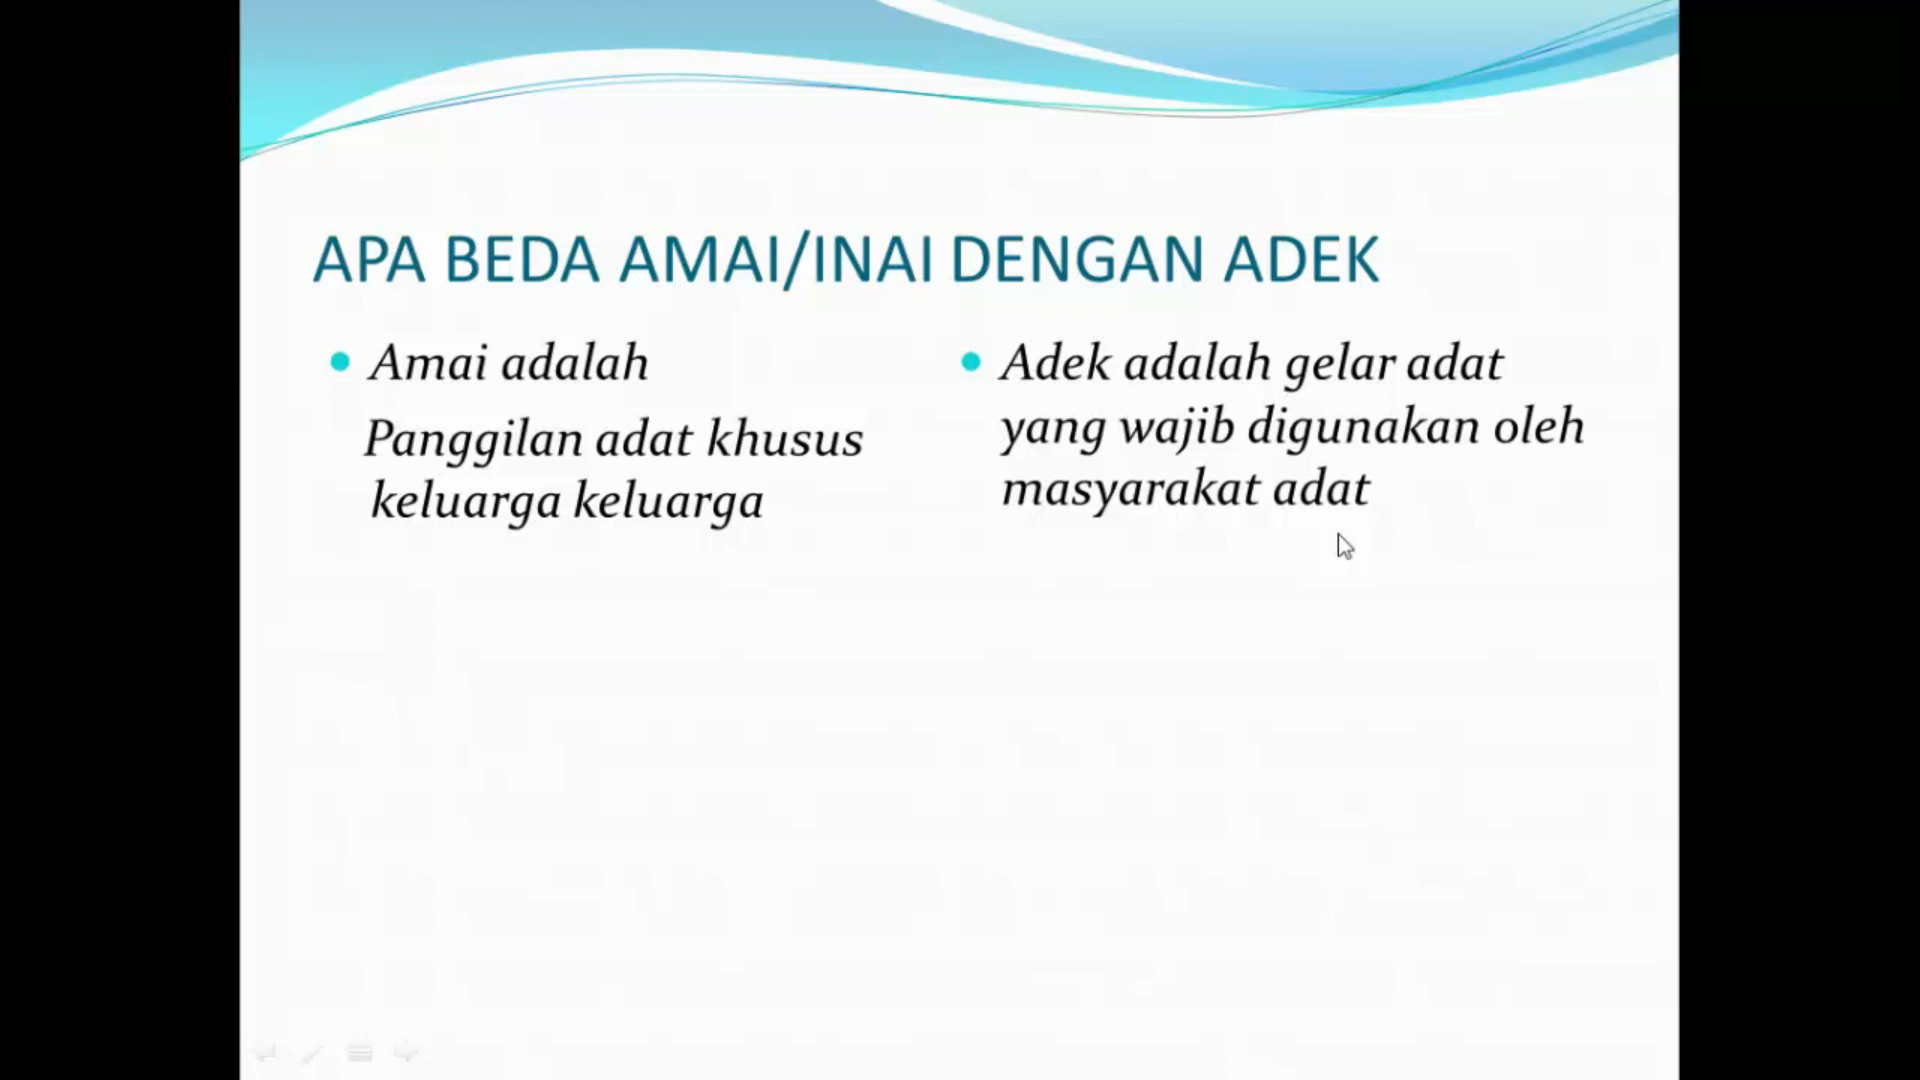 APA BEDA AMAI/INAI DENGAN ADEK
Amai adalah
Panggilan adat khusus
keluarga keluarga
Adek adalah gelar adat
yang wajib digunakan oleh
masyarakat adat